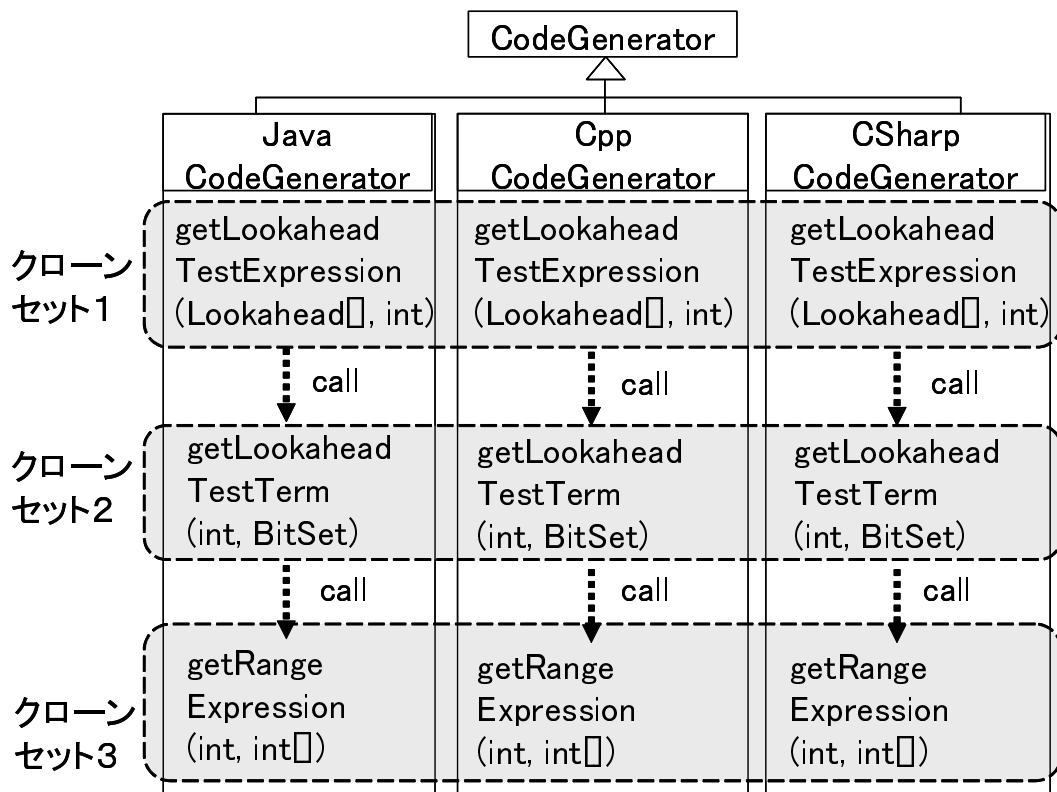 CodeGenerator
Java
CodeGenerator
Cpp
CodeGenerator
CSharp
CodeGenerator
クローン
セット1
getLookahead
TestExpression
(Lookahead[], int)
getLookahead
TestExpression
(Lookahead[], int)
getLookahead
TestExpression
(Lookahead[], int)
call
call
call
クローン
セット2
getLookahead
TestTerm
(int, BitSet)
getLookahead
TestTerm
(int, BitSet)
getLookahead
TestTerm
(int, BitSet)
call
call
call
クローン
セット3
getRange
Expression
(int, int[])
getRange
Expression
(int, int[])
getRange
Expression
(int, int[])